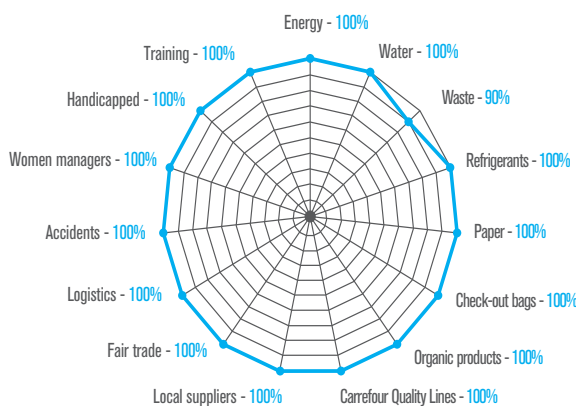 Energy - 100%
Training - 100%
Water - 100%
Handicapped - 100%
Waste - 90%
Women managers - 100%
Refrigerants - 100%
Accidents - 100%
Paper - 100%
Logistics - 100%
Check-out bags - 100%
Fair trade - 100%
Organic products - 100%
Local suppliers - 100%
Carrefour Quality Lines - 100%